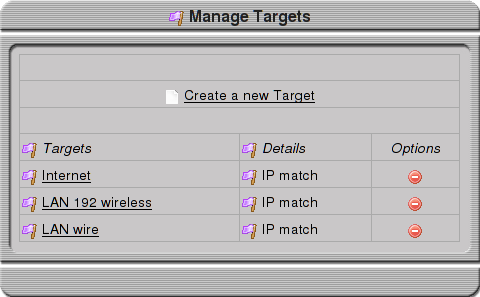 Manage Targets
Create a new Target
Targets Details Options
Internet IP match
LAN 192 wireless IP match
LAN wire IP match